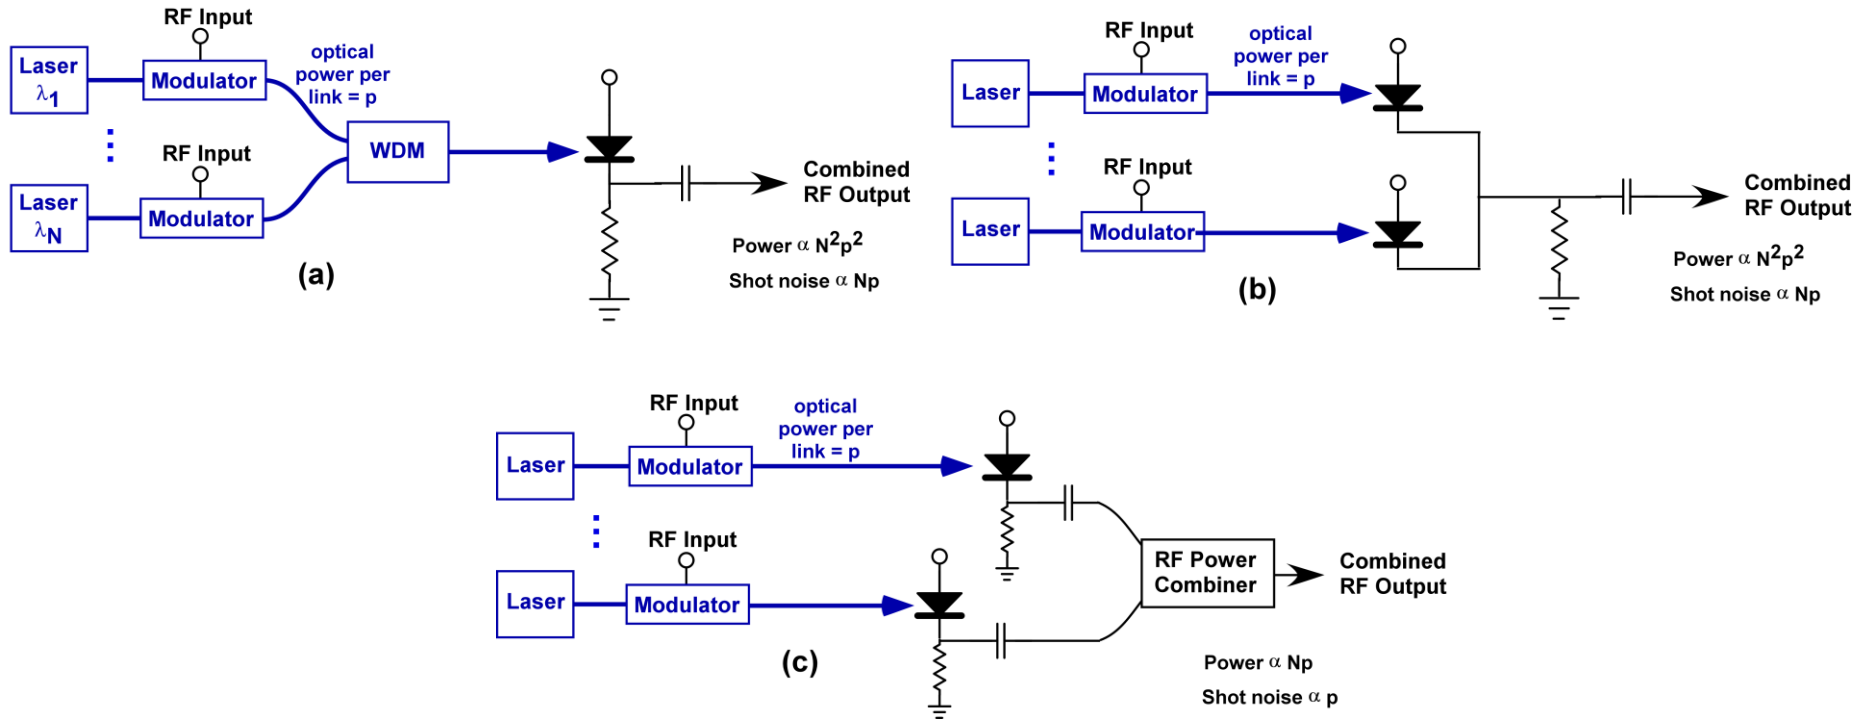 RF Input
Laser
λ1
Modulator
optical
power per
link = p
RF Input
WDM
Laser
λN
Modulator
Combined
RF Output
Power α N²p²
Shot noise α Np
(a)
RF Input
Laser
Modulator
optical
power per
link = p
RF Input
Laser
Modulator
Combined
RF Output
Power α N²p²
Shot noise α Np
(b)
RF Input
Laser
Modulator
optical
power per
link = p
RF Input
Laser
Modulator
RF Power
Combiner
Combined
RF Output
Power α Np
Shot noise α p
(c)